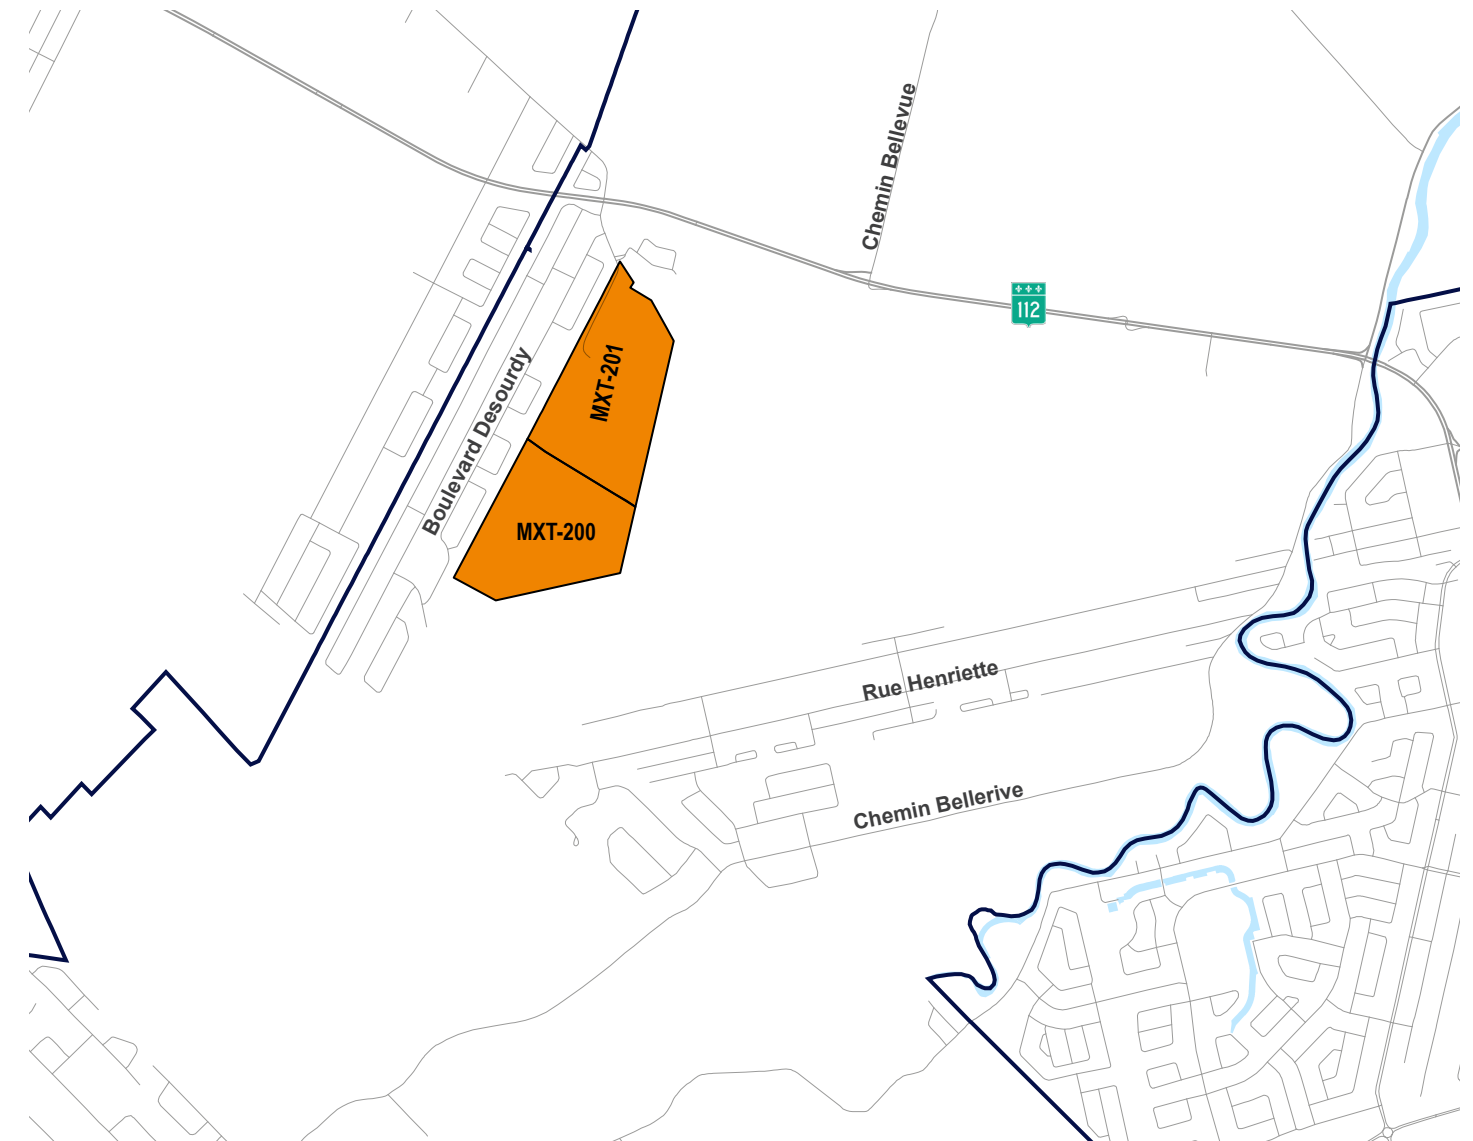 Chemin Bellevue
112
Boulevard Desourdy
MXT-201
MXT-200
Rue Henriette
Chemin Bellerive